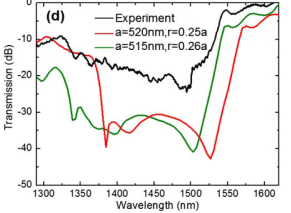 (d)
Experiment
a=520nm,r=0.25a
a=515nm,r=0.26a
Transmission (dB)
0
-10
-20
-30
-40
-50
1300 1350 1400 1450 1500 1550 1600
Wavelength (nm)